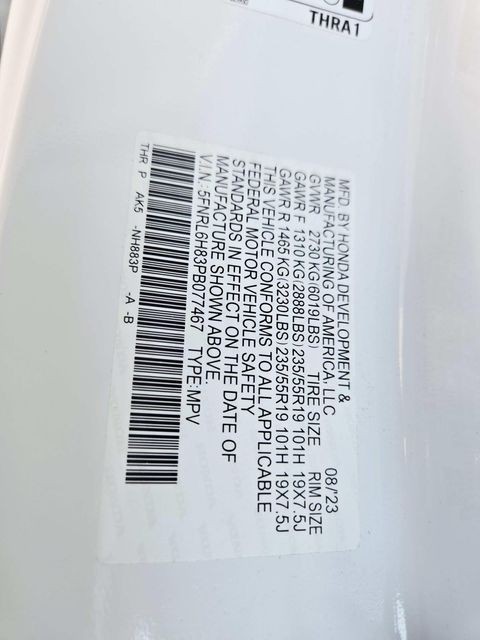 THRA1
MFD BY HONDA DEVELOPMENT &
MANUFACTURING OF AMERICA, LLC 08/'23
GVWR 2730 KG(6019LBS) TIRE SIZE RIM SIZE
GAWR F 1310 KG(2888LBS) 235/55R19 101H 19X7.5J
GAWR R 1465 KG(3230LBS) 235/55R19 101H 19X7.5J
THIS VEHICLE CONFORMS TO ALL APPLICABLE
FEDERAL MOTOR VEHICLE SAFETY
STANDARDS IN EFFECT ON THE DATE OF
MANUFACTURE SHOWN ABOVE.
V.I.N.: 5FNRL6H83PB077467 TYPE:MPV
THR P AK5 -NH883P -A -B